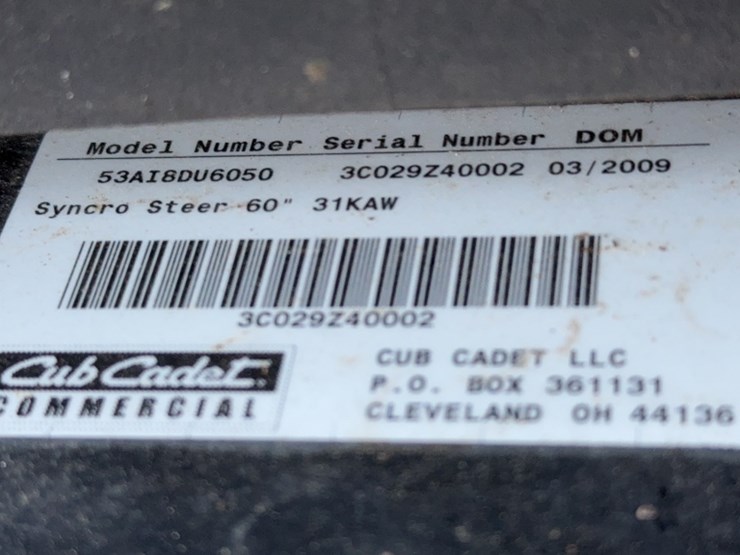 Model Number Serial Number DOM
53AI8DU6050 3C029Z40002 03/2009
Syncro Steer 60" 31KAW
3C029Z40002
Cub Cadet
COMMERCIAL
CUB CADET LLC
P.O. BOX 361131
CLEVELAND OH 44136